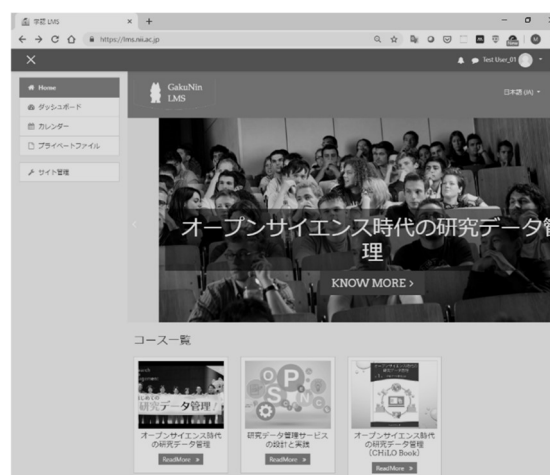 学認 LMS
https://lms.nii.ac.jp
Test User_01
Home
GakuNin
LMS
日本語 (JA)
ダッシュボード
カレンダー
プライベートファイル
サイト管理
オープンサイエンス時代の研究データ管
理
KNOW MORE >
コース一覧
研究データ管理
OPEN
SCIENCE
オープンサイエンス時代
の研究データ管理
研究データ管理サービス
の設計と実践
オープンサイエンス時代
の研究データ管理
(CHiLO Book)
ReadMore »
ReadMore »
ReadMore »